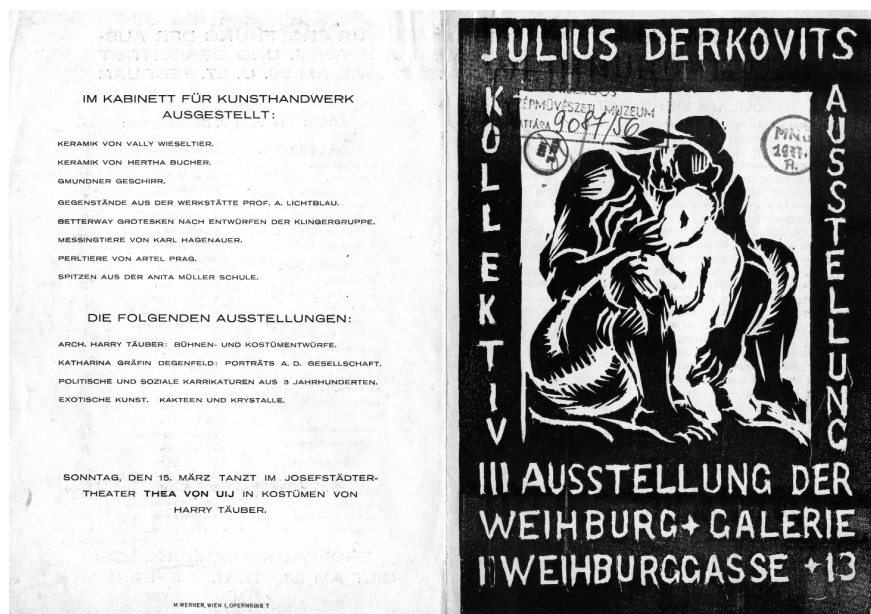 IM KABINETT FÜR KUNSTHANDWERK
AUSGESTELLT:
KERAMIK VON VALLY WIESELTIER.
KERAMIK VON HERTHA BUCHER.
GMUNDNER GESCHIRR.
GEGENSTÄNDE AUS DER WERKSTÄTTE PROF. A. LICHTBLAU.
BETTERWAY GROTESKEN NACH ENTWÜRFEN DER KLINGERGRUPPE.
MESSINGTIERE VON KARL HAGENAUER.
PERLTIERE VON ARTEL PRAG.
SPITZEN AUS DER ANITA MÜLLER SCHULE.
DIE FOLGENDEN AUSSTELLUNGEN:
ARCH. HARRY TÄUBER: BÜHNEN- UND KOSTÜMENTWÜRFE.
KATHARINA GRÄFIN DEGENFELD: PORTRÄTS A. D. GESELLSCHAFT.
POLITISCHE UND SOZIALE KARRIKATUREN AUS 3 JAHRHUNDERTEN.
EXOTISCHE KUNST. KAKTEEN UND KRYSTALLE.
SONNTAG, DEN 15. MÄRZ TANZT IM JOSEFSTÄDTER-
THEATER THEA VON UIJ IN KOSTÜMEN VON
HARRY TÄUBER.
M. WERNER, WIEN I, OPERNRING 7
JULIUS DERKOVITS
KOLLEKTIV
AUSSTELLUNG
MUZEUM
9087/56
MNG
1977.
A.
III AUSSTELLUNG DER
WEIHBURG + GALERIE
I WEIHBURGGASSE + 13